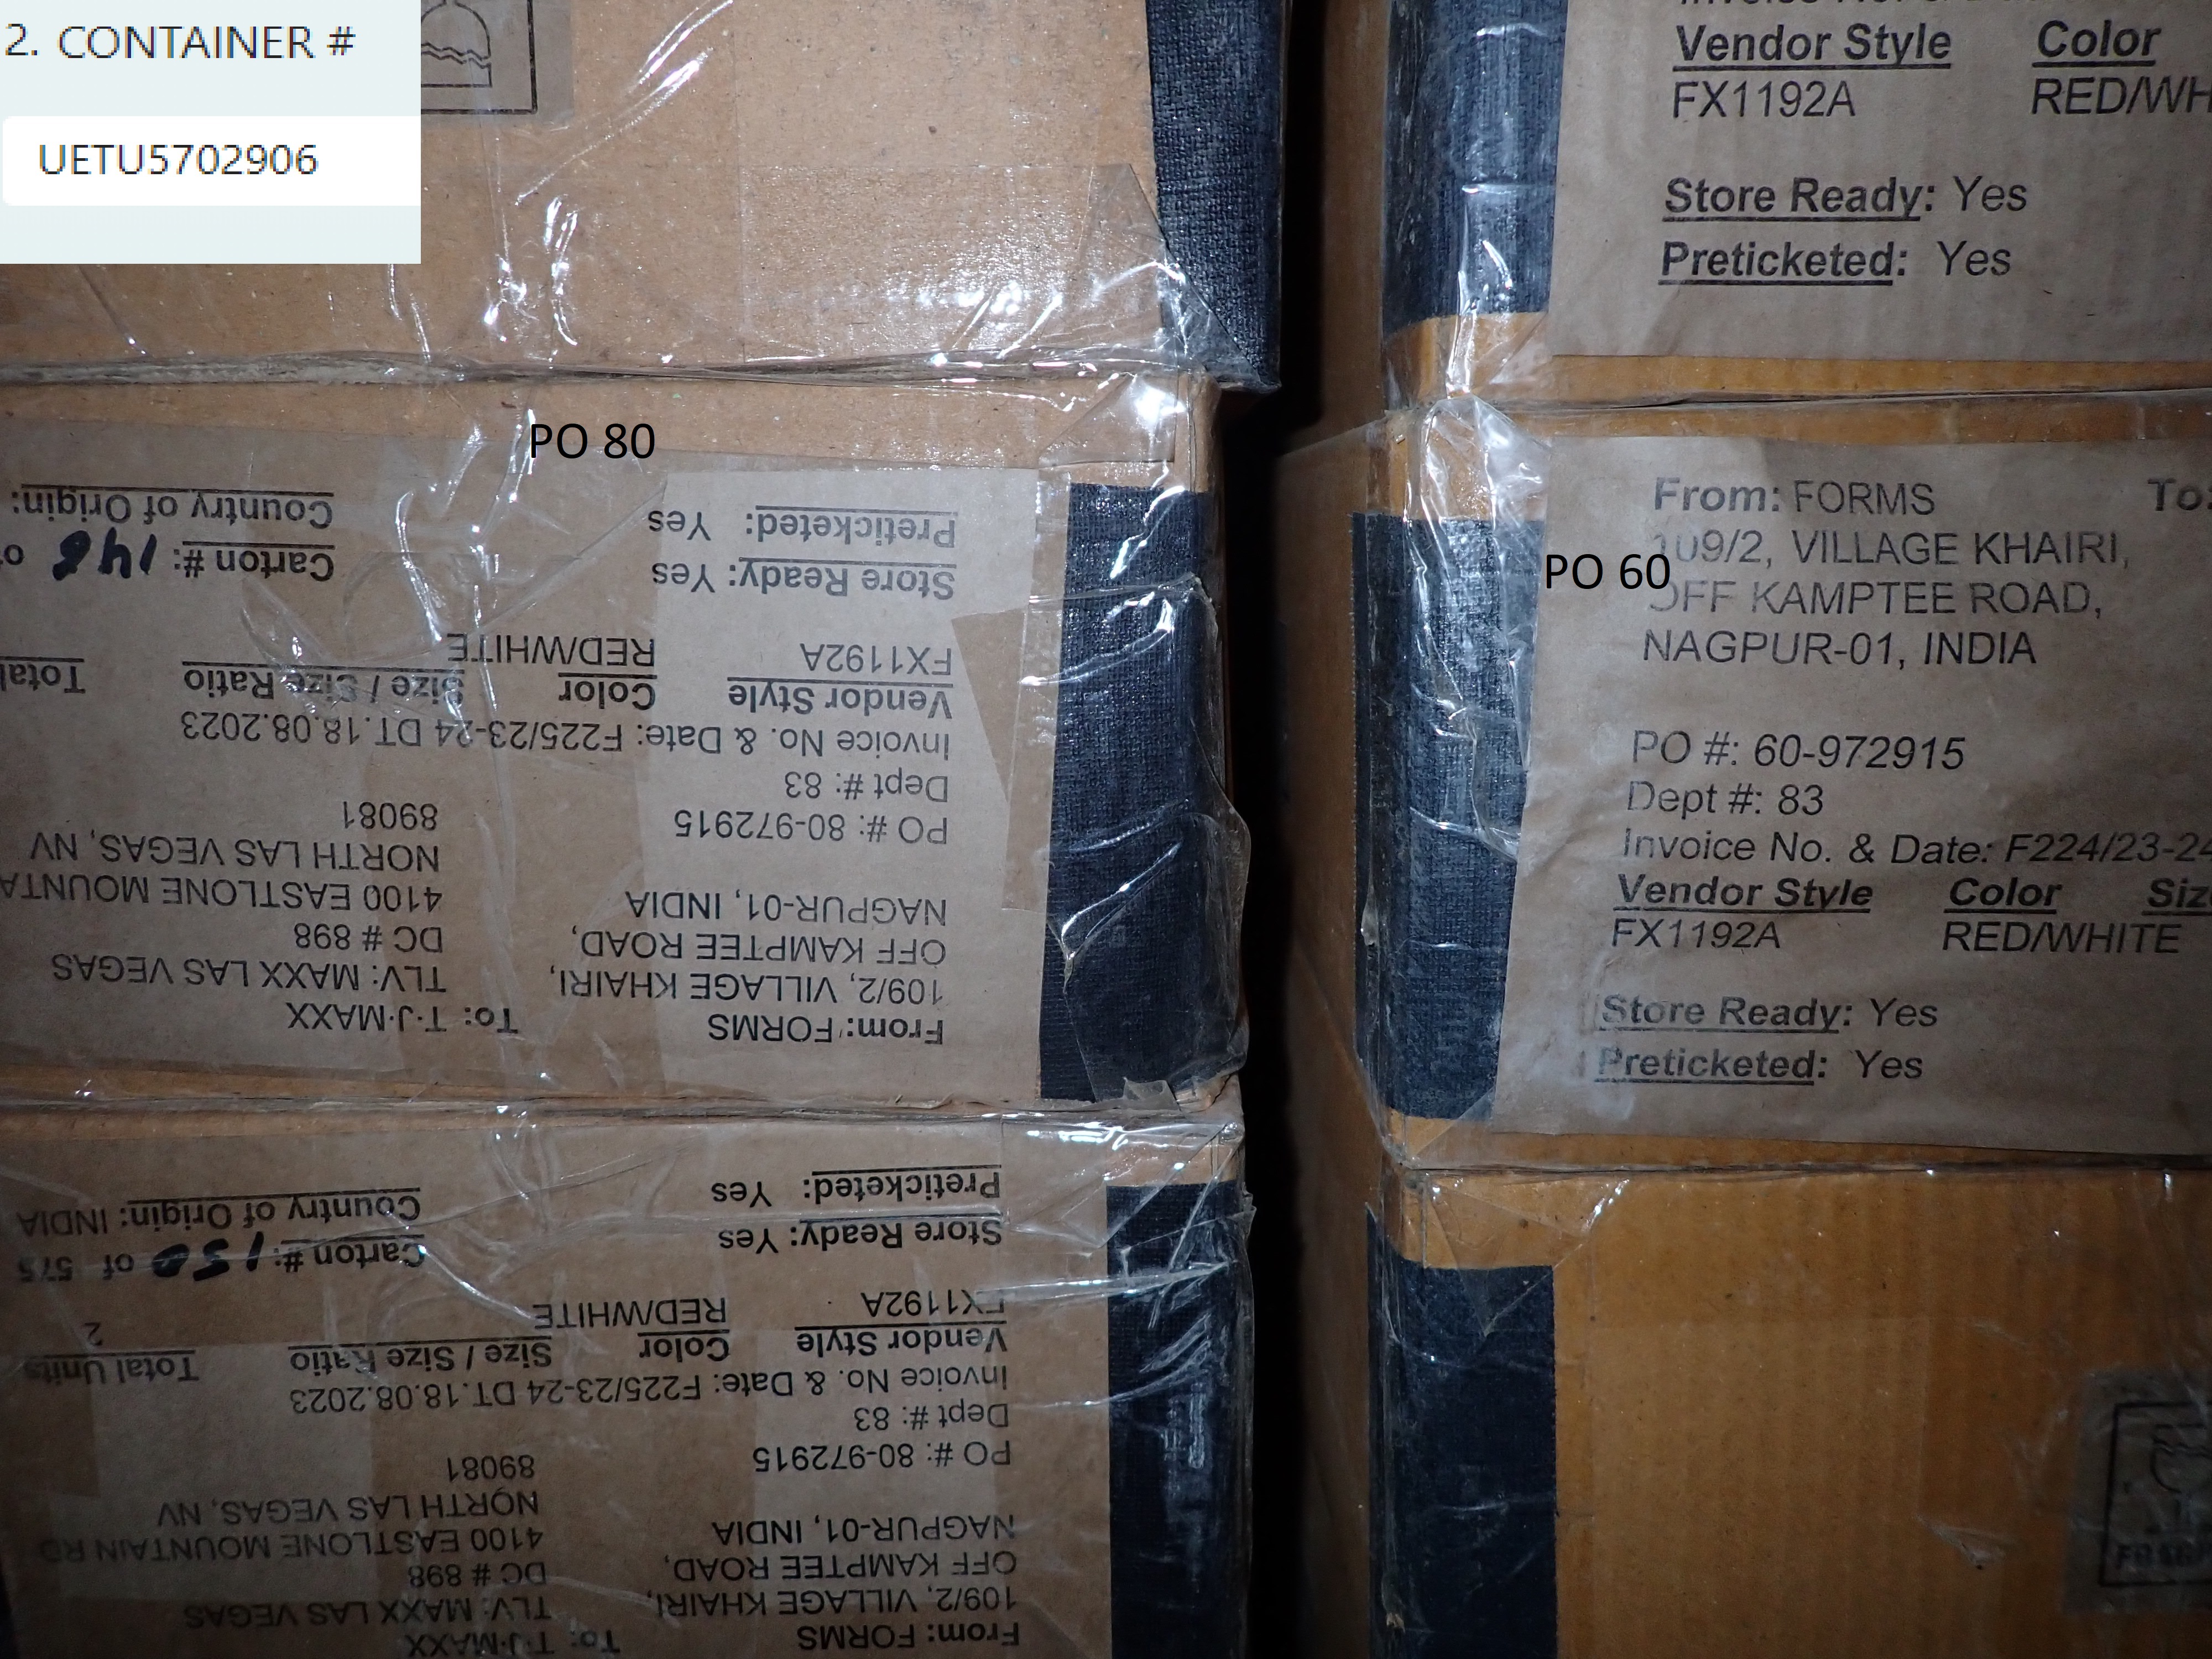 2. CONTAINER #
UETU5702906
Vendor Style Color
FX1192A RED/WH
Store Ready: Yes
Preticketed: Yes
PO 80
From: FORMS To: T.J.MAXX
109/2, VILLAGE KHAIRI, TLV: MAXX LAS VEGAS
OFF KAMPTEE ROAD, DC # 898
NAGPUR-01, INDIA 4100 EASTLONE MOUNTA
NORTH LAS VEGAS, NV
PO #: 80-972915 89081
Dept #: 83
Invoice No. & Date: F225/23-24 DT.18.08.2023
Vendor Style Color Size / Size Ratio Total
FX1192A RED/WHITE
Store Ready: Yes Carton #: 148 o
Preticketed: Yes Country of Origin:
PO 60
From: FORMS To:
109/2, VILLAGE KHAIRI,
OFF KAMPTEE ROAD,
NAGPUR-01, INDIA
PO #: 60-972915
Dept #: 83
Invoice No. & Date: F224/23-24
Vendor Style Color Siz
FX1192A RED/WHITE
Store Ready: Yes
Preticketed: Yes
From: FORMS To: T.J.MAXX
109/2, VILLAGE KHAIRI, TLV: MAXX LAS VEGAS
OFF KAMPTEE ROAD, DC # 898
NAGPUR-01, INDIA 4100 EASTLONE MOUNTAIN RD
NORTH LAS VEGAS, NV
PO #: 80-972915 89081
Dept #: 83
Invoice No. & Date: F225/23-24 DT.18.08.2023
Vendor Style Color Size / Size Ratio Total Units
FX1192A RED/WHITE 2
Store Ready: Yes Carton #: 150 of 575
Preticketed: Yes Country of Origin: INDIA